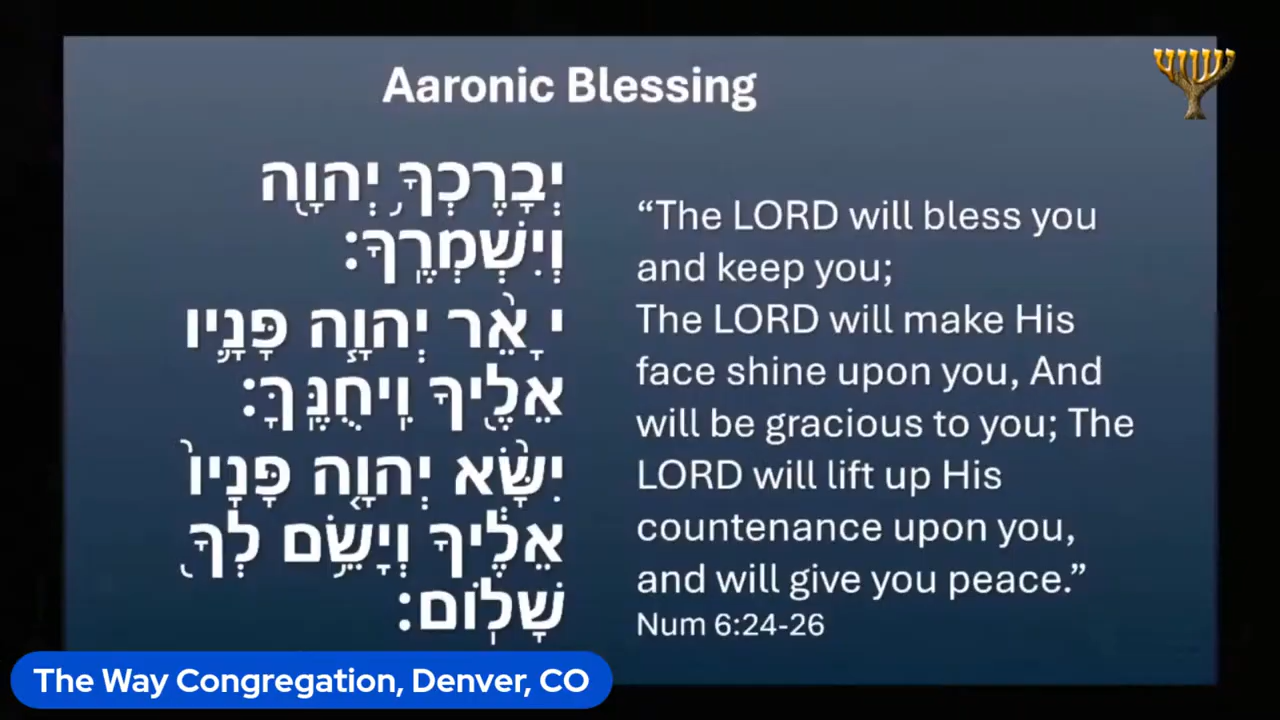 Aaronic Blessing
יְבָרֶכְךָ֥ יְהוָ֖ה
וְיִשְׁמְרֶֽךָ׃
י ָאֵ֨ר יְהוָ֧ה פָּנָ֛יו
אֵלֶ֖יךָ וִֽיחֻנֶּֽךָּ׃
יִשָּׂ֨א יְהוָ֤ה פָּנָיו֙
אֵלֶ֔יךָ וְיָשֵׂ֥ם לְךָ֖
שָׁלֽוֹם׃
“The LORD will bless you
and keep you;
The LORD will make His
face shine upon you, And
will be gracious to you; The
LORD will lift up His
countenance upon you,
and will give you peace.”
Num 6:24-26
ישוע
The Way Congregation, Denver, CO